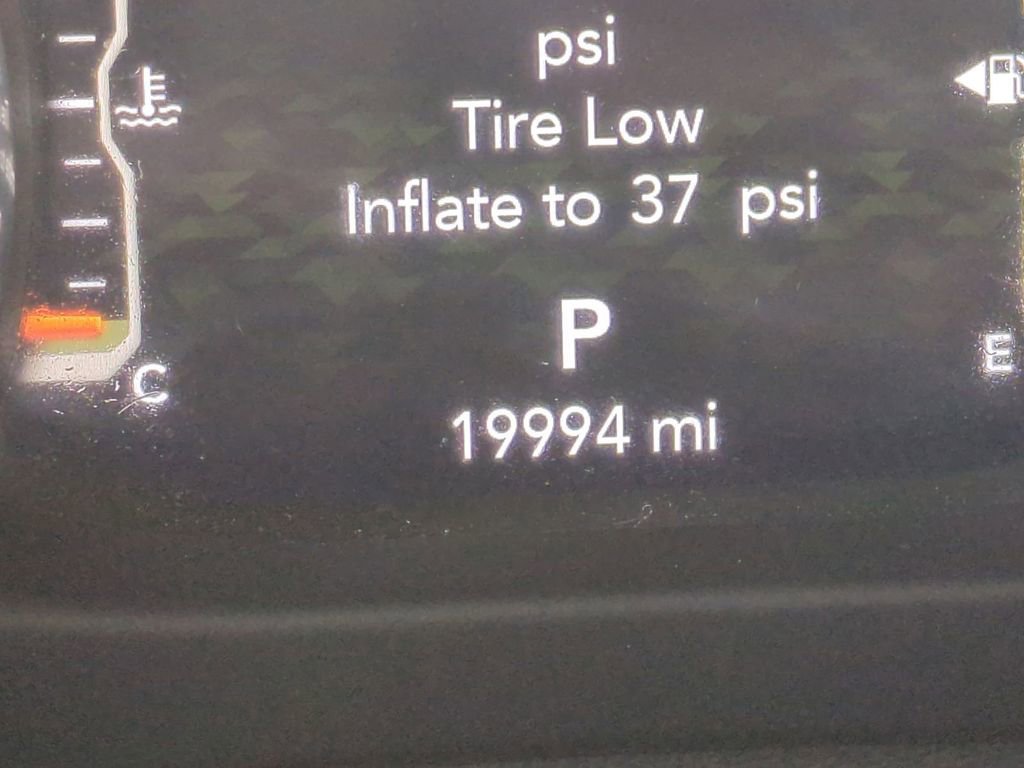 psi
Tire Low
Inflate to 37 psi
P
E
C
19994 mi